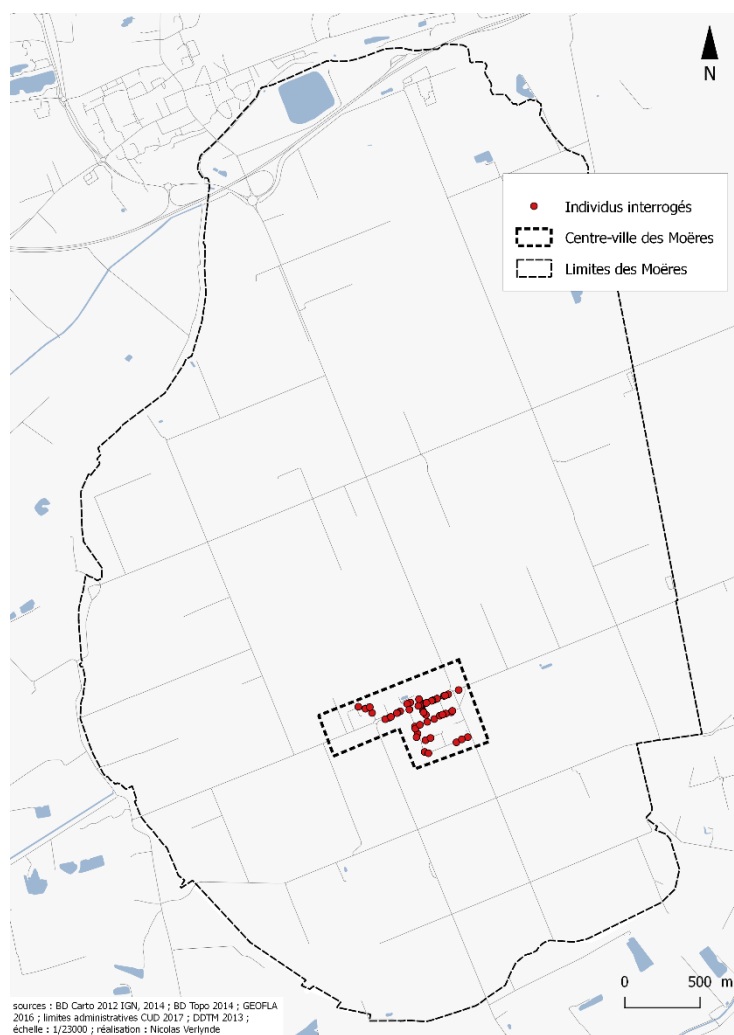 N
Individus interrogés
Centre-ville des Moëres
Limites des Moëres
0 500 m
sources : BD Carto 2012 IGN, 2014 ; BD Topo 2014 ; GEOFLA
2016 ; limites administratives CUD 2017 ; DDTM 2013 ;
échelle : 1/23000 ; réalisation : Nicolas Verlynde